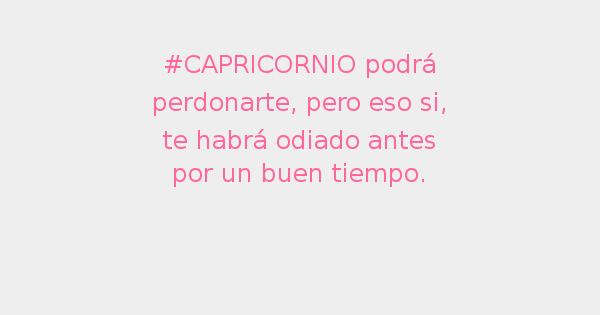 #CAPRICORNIO podrá
perdonarte, pero eso si,
te habrá odiado antes
por un buen tiempo.